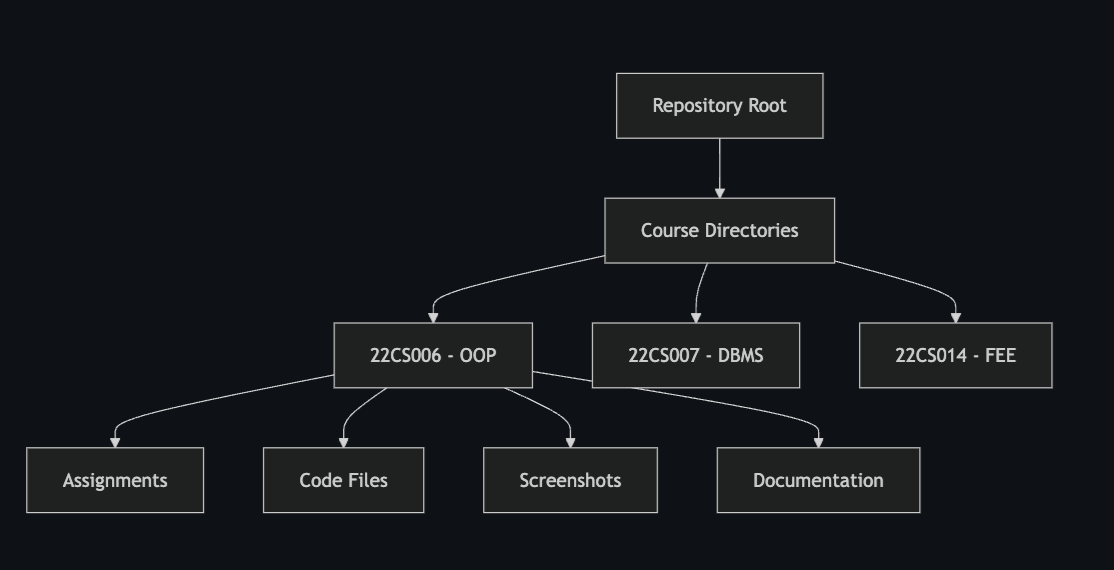 Repository Root
Course Directories
22CS006 - OOP
22CS007 - DBMS
22CS014 - FEE
Assignments
Code Files
Screenshots
Documentation